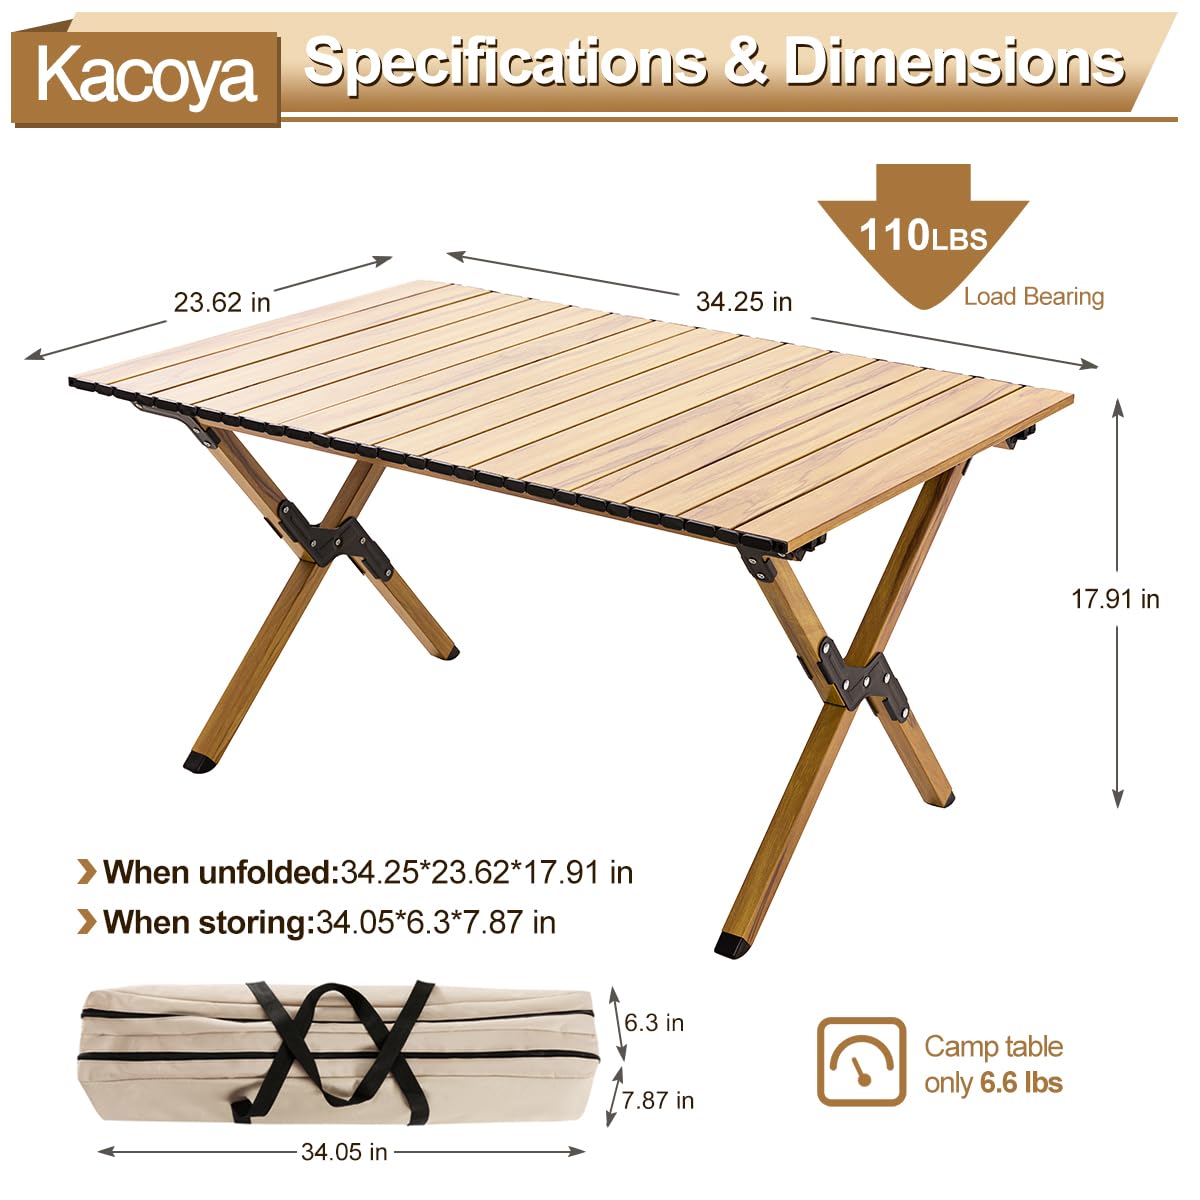 Kacoya
Specifications & Dimensions
110LBS
Load Bearing
23.62 in
34.25 in
17.91 in
When unfolded:34.25*23.62*17.91 in
When storing:34.05*6.3*7.87 in
6.3 in
7.87 in
34.05 in
Camp table
only 6.6 lbs